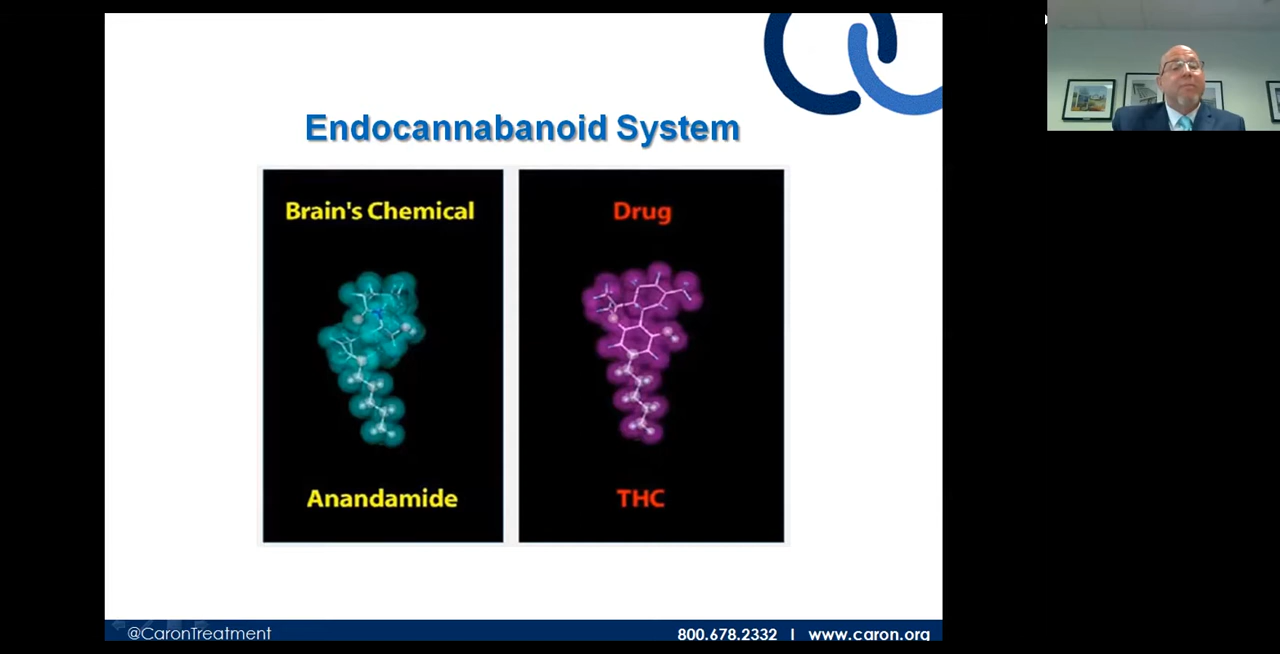 Endocannabanoid System
Brain's Chemical
Drug
Anandamide
THC
@CaronTreatment
800.678.2332 | www.caron.org